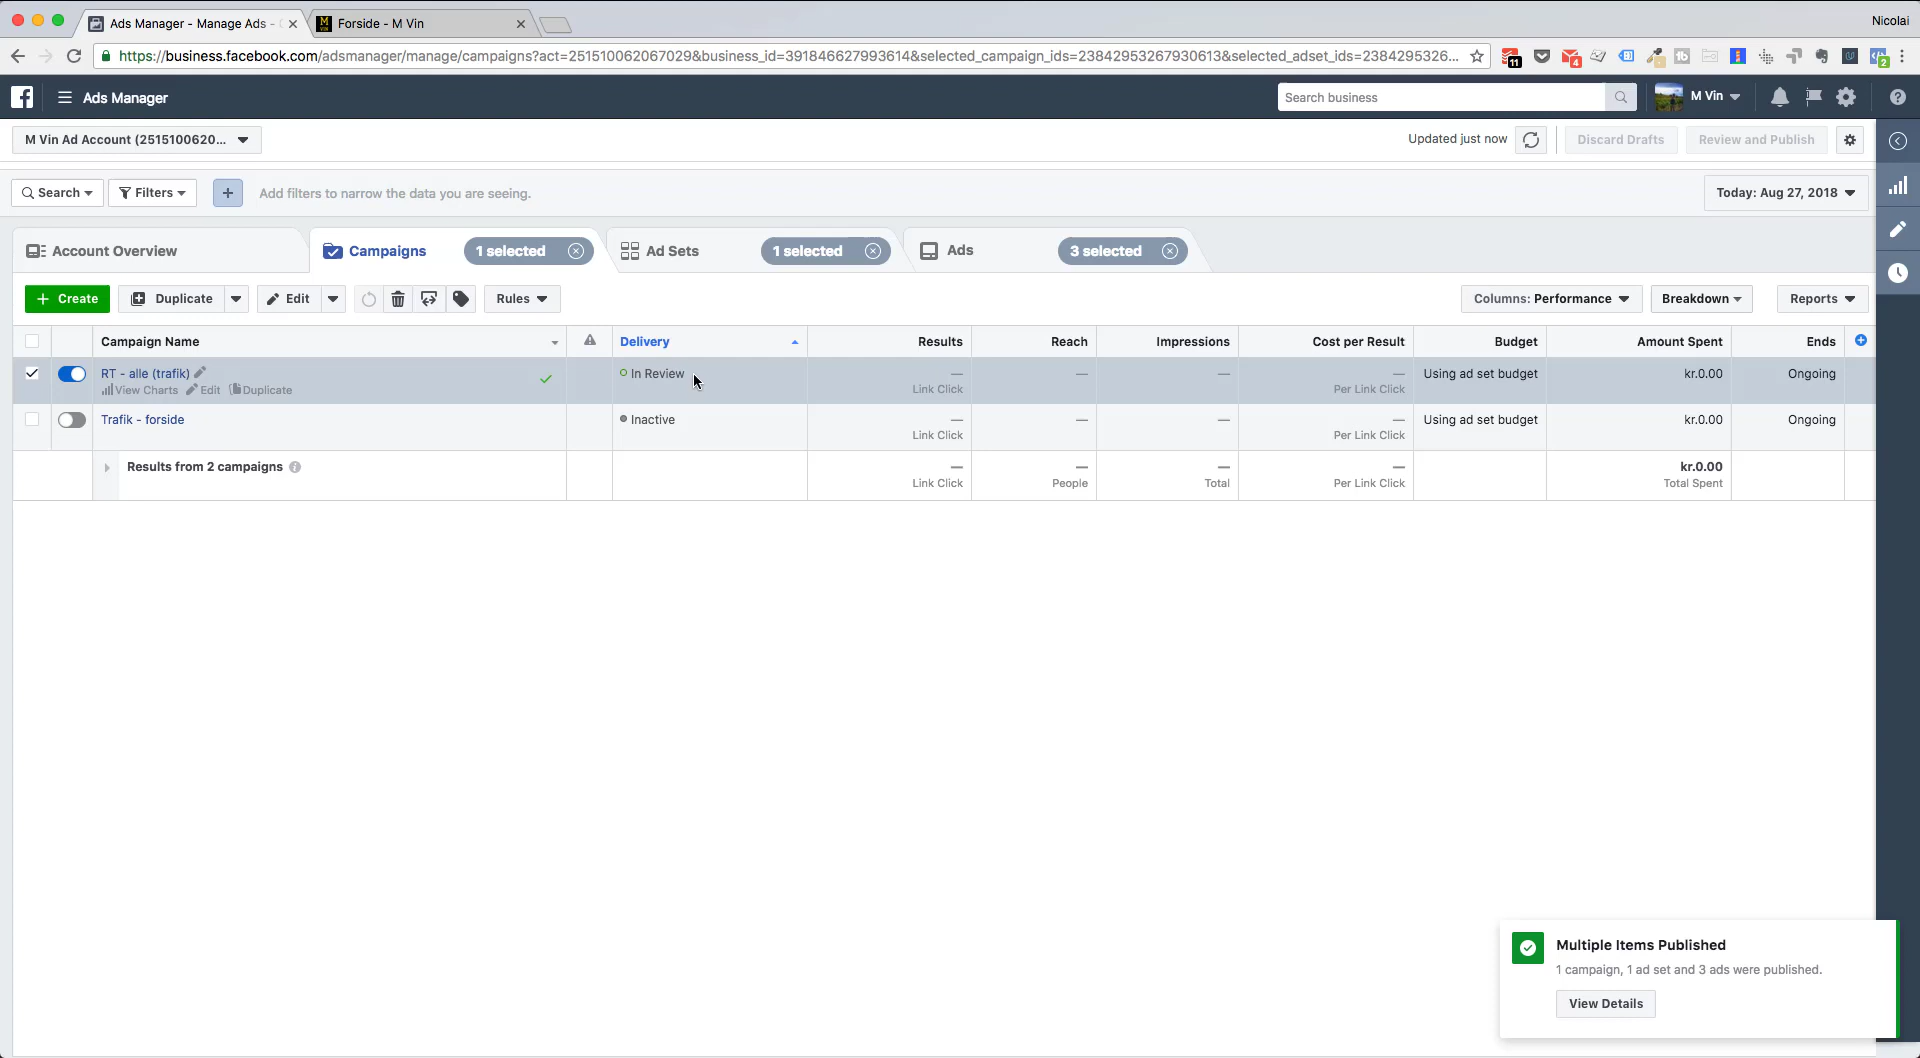 Ads Manager - Manage Ads -
Forside - M Vin
Nicolai
https://business.facebook.com/adsmanager/manage/campaigns?act=251510062067029&business_id=391846627993614&selected_campaign_ids=23842953267930613&selected_adset_ids=2384295326...
11
4
2
Ads Manager
Search business
M Vin
M Vin Ad Account (2515100620...
Updated just now
Discard Drafts
Review and Publish
Search
Filters
Add filters to narrow the data you are seeing.
Today: Aug 27, 2018
Account Overview
Campaigns
1 selected
Ad Sets
1 selected
Ads
3 selected
+ Create
Duplicate
Edit
Rules
Columns: Performance
Breakdown
Reports
Campaign Name
Delivery
Results
Reach
Impressions
Cost per Result
Budget
Amount Spent
Ends
RT - alle (trafik)
In Review
—
—
—
—
Using ad set budget
kr.0.00
Ongoing
View Charts
Edit
Duplicate
Link Click
Per Link Click
Trafik - forside
Inactive
—
—
—
—
Using ad set budget
kr.0.00
Ongoing
Link Click
Per Link Click
Results from 2 campaigns
—
—
—
—
kr.0.00
Link Click
People
Total
Per Link Click
Total Spent
Multiple Items Published
1 campaign, 1 ad set and 3 ads were published.
View Details